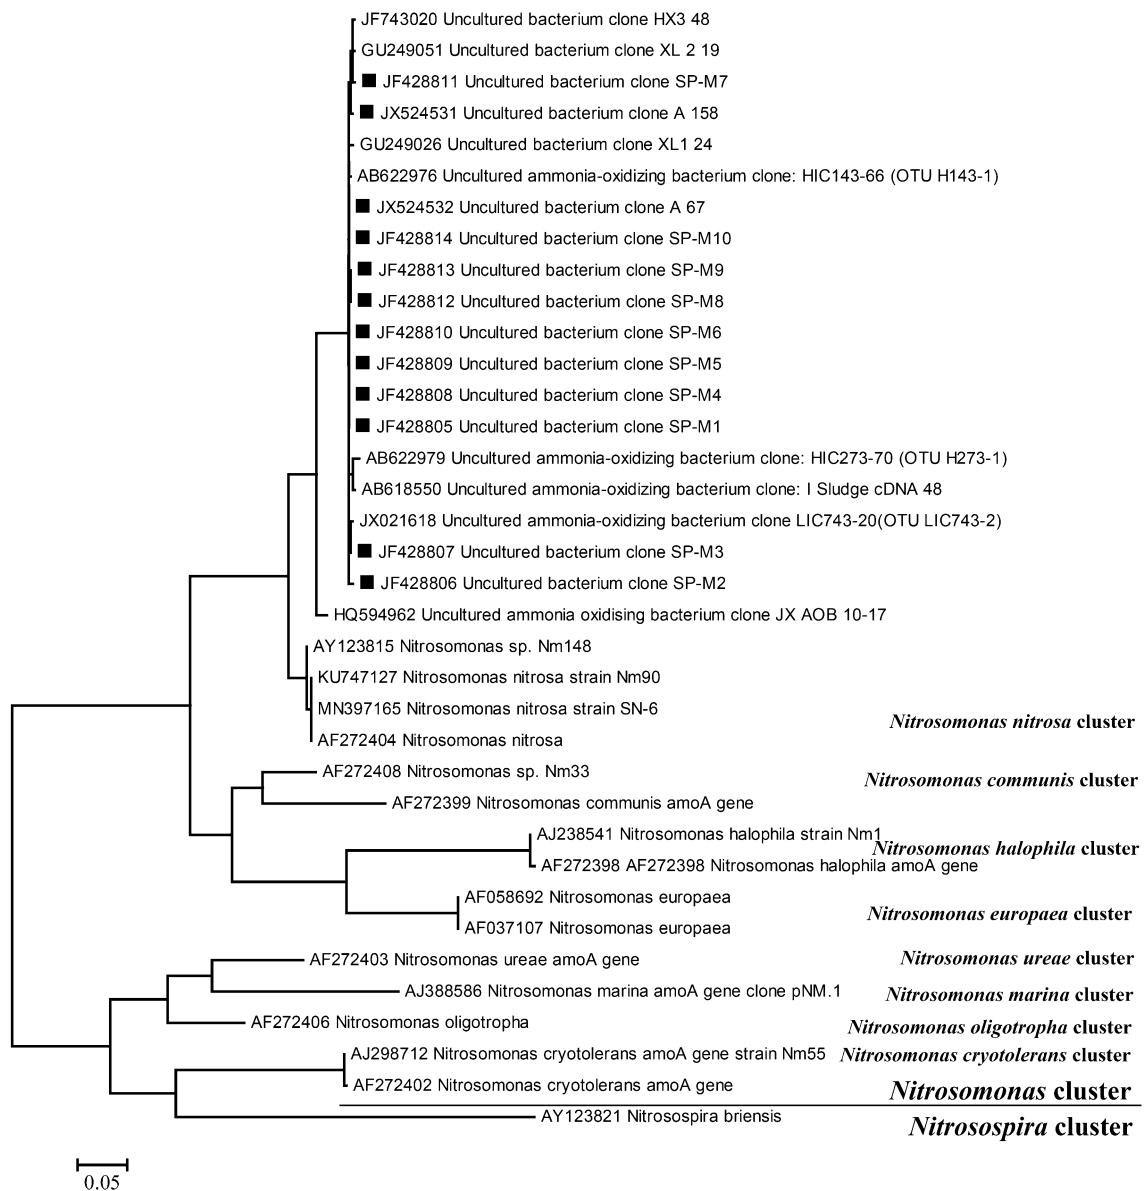 JF743020 Uncultured bacterium clone HX3 48
GU249051 Uncultured bacterium clone XL 2 19
JF428811 Uncultured bacterium clone SP-M7
JX524531 Uncultured bacterium clone A 158
GU249026 Uncultured bacterium clone XL1 24
AB622976 Uncultured ammonia-oxidizing bacterium clone: HIC143-66 (OTU H143-1)
JX524532 Uncultured bacterium clone A 67
JF428814 Uncultured bacterium clone SP-M10
JF428813 Uncultured bacterium clone SP-M9
JF428812 Uncultured bacterium clone SP-M8
JF428810 Uncultured bacterium clone SP-M6
JF428809 Uncultured bacterium clone SP-M5
JF428808 Uncultured bacterium clone SP-M4
JF428805 Uncultured bacterium clone SP-M1
AB622979 Uncultured ammonia-oxidizing bacterium clone: HIC273-70 (OTU H273-1)
AB618550 Uncultured ammonia-oxidizing bacterium clone: I Sludge cDNA 48
JX021618 Uncultured ammonia-oxidizing bacterium clone LIC743-20(OTU LIC743-2)
JF428807 Uncultured bacterium clone SP-M3
JF428806 Uncultured bacterium clone SP-M2
HQ594962 Uncultured ammonia oxidising bacterium clone JX AOB 10-17
AY123815 Nitrosomonas sp. Nm148
KU747127 Nitrosomonas nitrosa strain Nm90
MN397165 Nitrosomonas nitrosa strain SN-6
Nitrosomonas nitrosa cluster
AF272404 Nitrosomonas nitrosa
AF272408 Nitrosomonas sp. Nm33
Nitrosomonas communis cluster
AF272399 Nitrosomonas communis amoA gene
AJ238541 Nitrosomonas halophila strain Nm1
Nitrosomonas halophila cluster
AF272398 AF272398 Nitrosomonas halophila amoA gene
AF058692 Nitrosomonas europaea
Nitrosomonas europaea cluster
AF037107 Nitrosomonas europaea
AF272403 Nitrosomonas ureae amoA gene
Nitrosomonas ureae cluster
AJ388586 Nitrosomonas marina amoA gene clone pNM.1
Nitrosomonas marina cluster
AF272406 Nitrosomonas oligotropha
Nitrosomonas oligotropha cluster
AJ298712 Nitrosomonas cryotolerans amoA gene strain Nm55
Nitrosomonas cryotolerans cluster
AF272402 Nitrosomonas cryotolerans amoA gene
Nitrosomonas cluster
AY123821 Nitrosospira briensis
Nitrosospira cluster
0.05